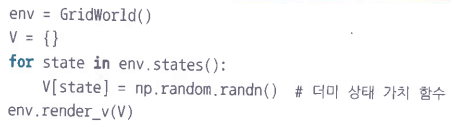 env = GridWorld()
V = {}
for state in env.states():
    V[state] = np.random.randn()  # 더미 상태 가치 함수
env.render_v(V)